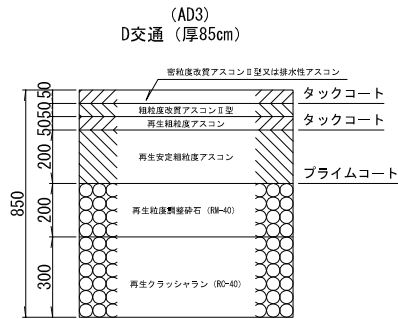 (AD3)
D交通（厚85cm）
密粒度改質アスコンⅡ型又は排水性アスコン
50
タックコート
粗粒度改質アスコンⅡ型
50
再生粗粒度アスコン
50
タックコート
再生安定粗粒度アスコン
200
プライムコート
850
再生粒度調整砕石（RM-40）
200
再生クラッシャラン（RC-40）
300